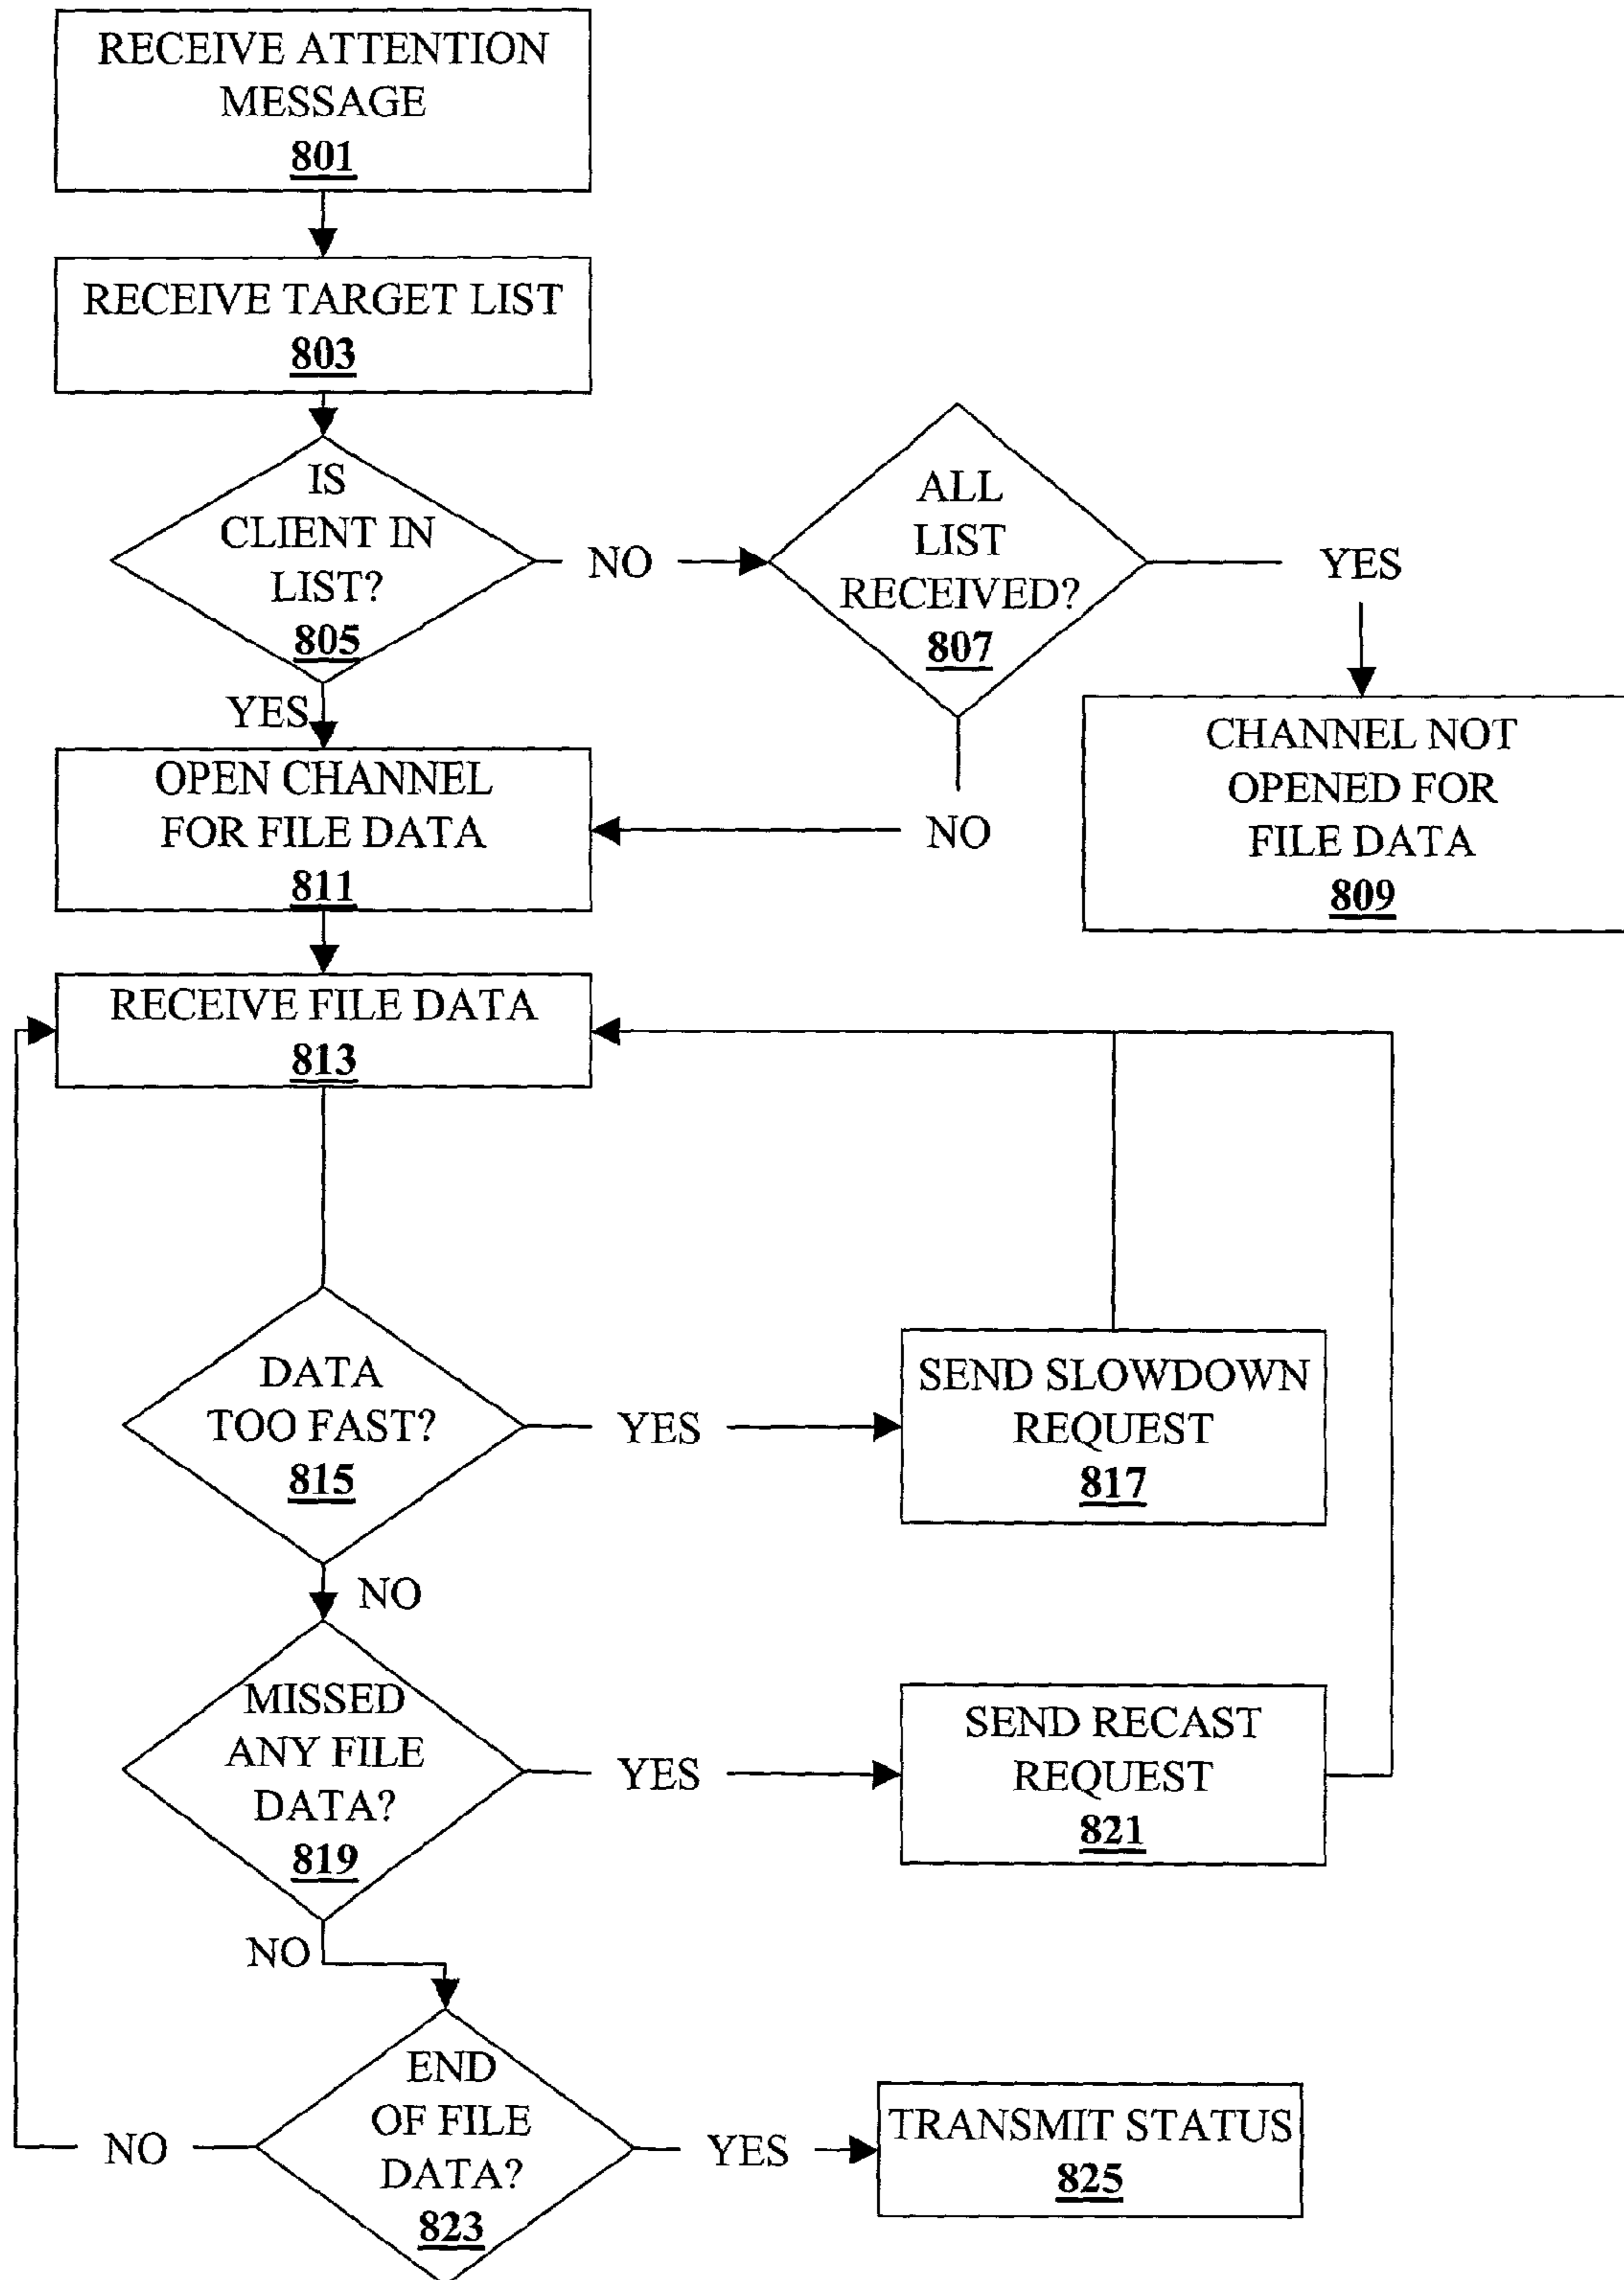 RECEIVE ATTENTION
MESSAGE
801
RECEIVE TARGET LIST
803
IS
CLIENT IN
LIST?
805
NO
ALL
LIST
RECEIVED?
807
YES
YES
NO
CHANNEL NOT
OPENED FOR
FILE DATA
809
OPEN CHANNEL
FOR FILE DATA
811
RECEIVE FILE DATA
813
DATA
TOO FAST?
815
YES
SEND SLOWDOWN
REQUEST
817
NO
MISSED
ANY FILE
DATA?
819
YES
SEND RECAST
REQUEST
821
NO
END
OF FILE
DATA?
823
NO
YES
TRANSMIT STATUS
825